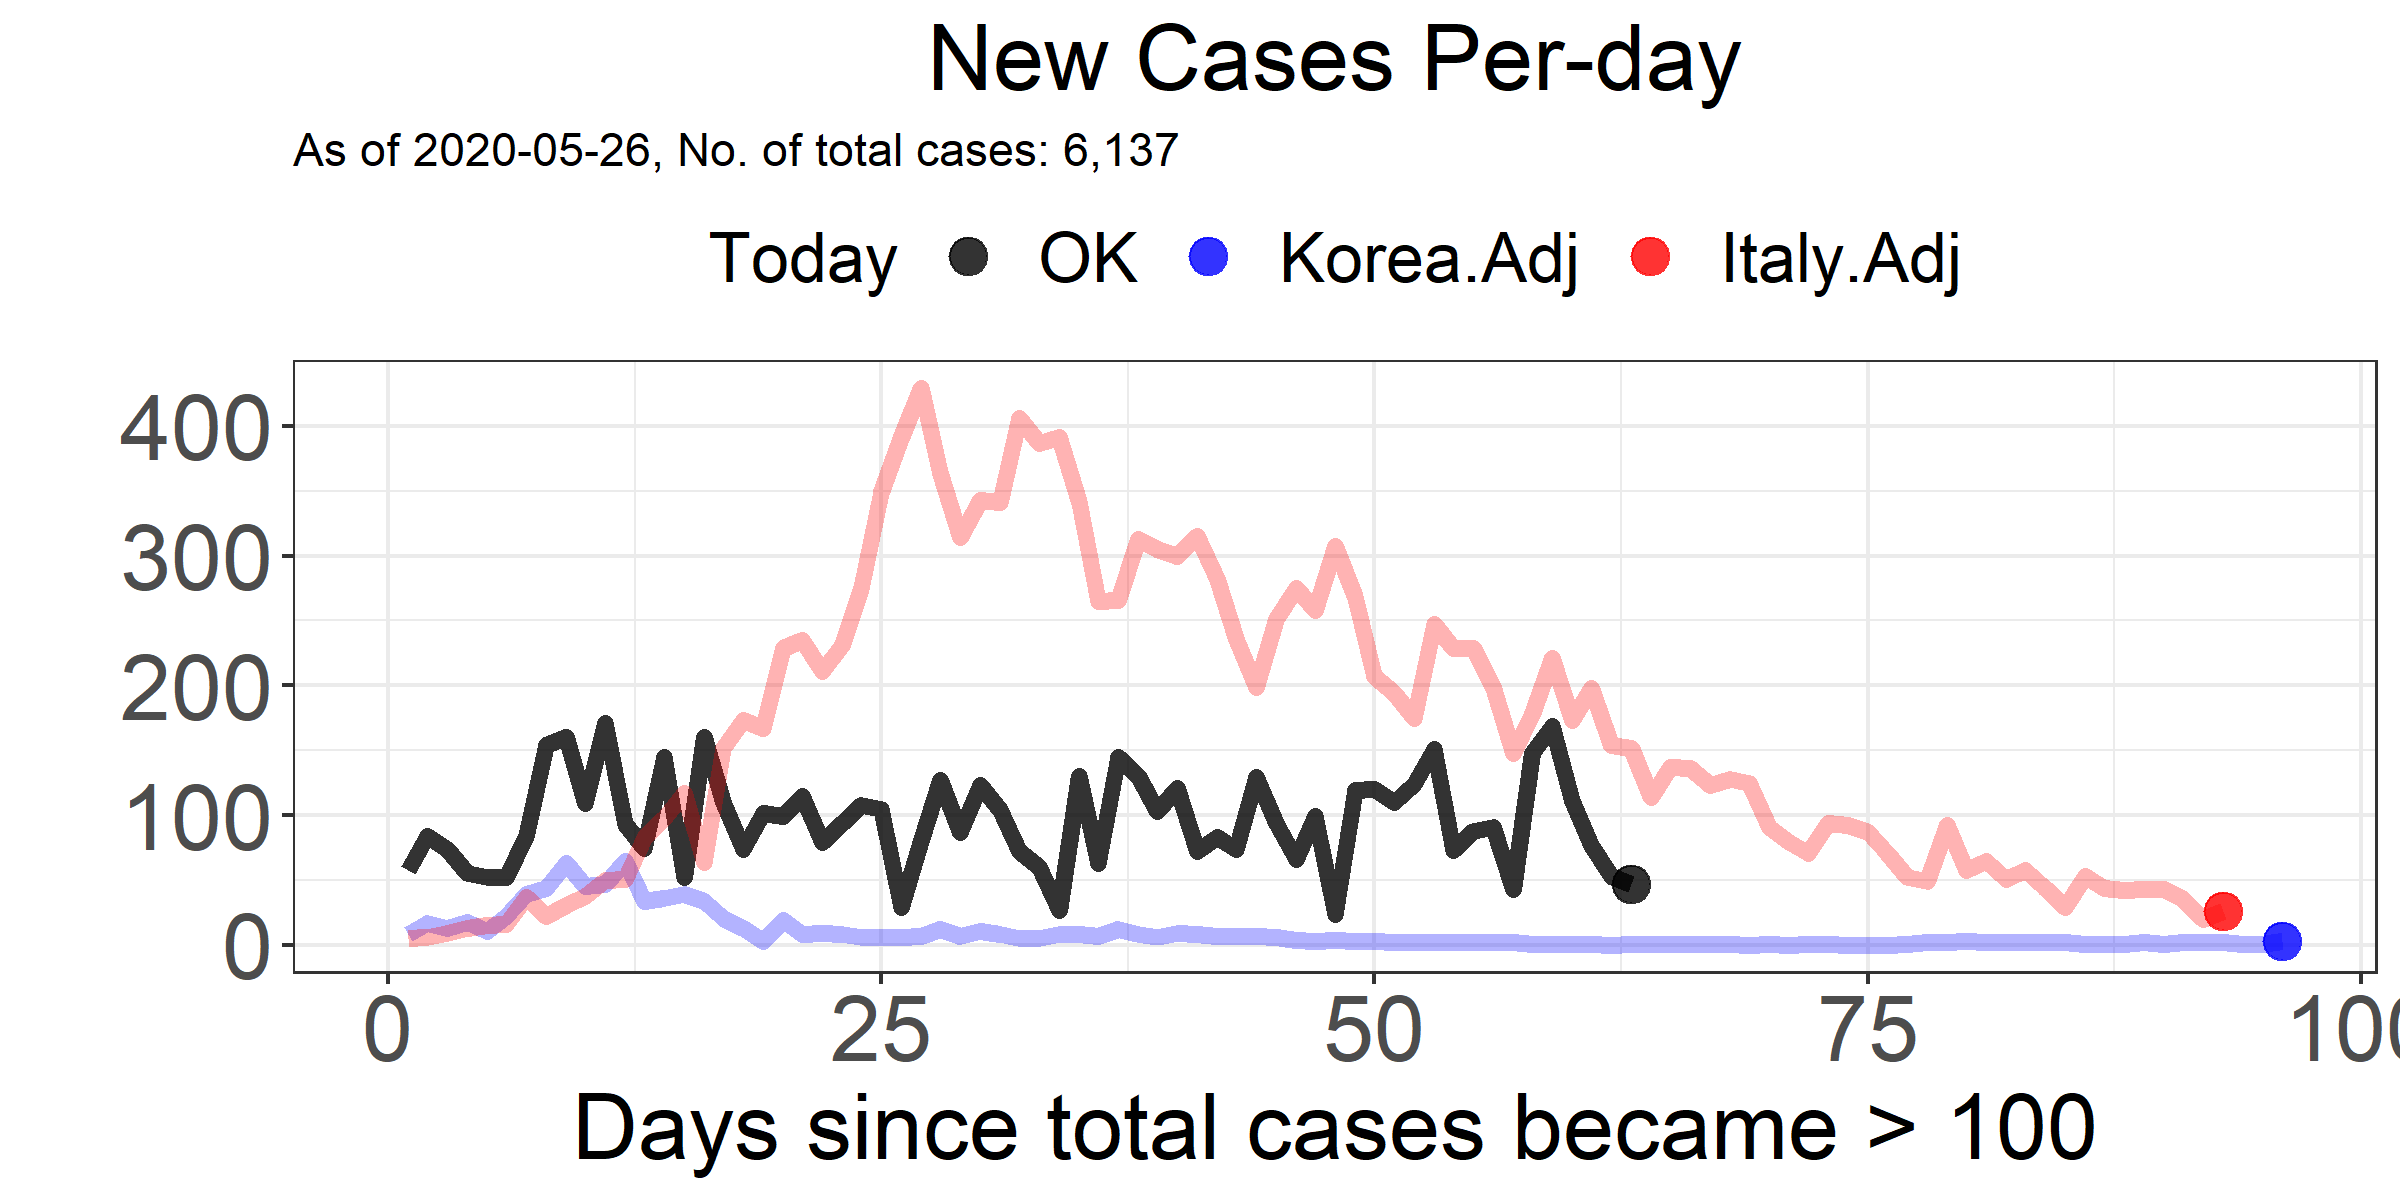 New Cases Per-day
As of 2020-05-26, No. of total cases: 6,137
Today OK Korea.Adj Italy.Adj
400
300
200
100
0
0 25 50 75 100
Days since total cases became > 100